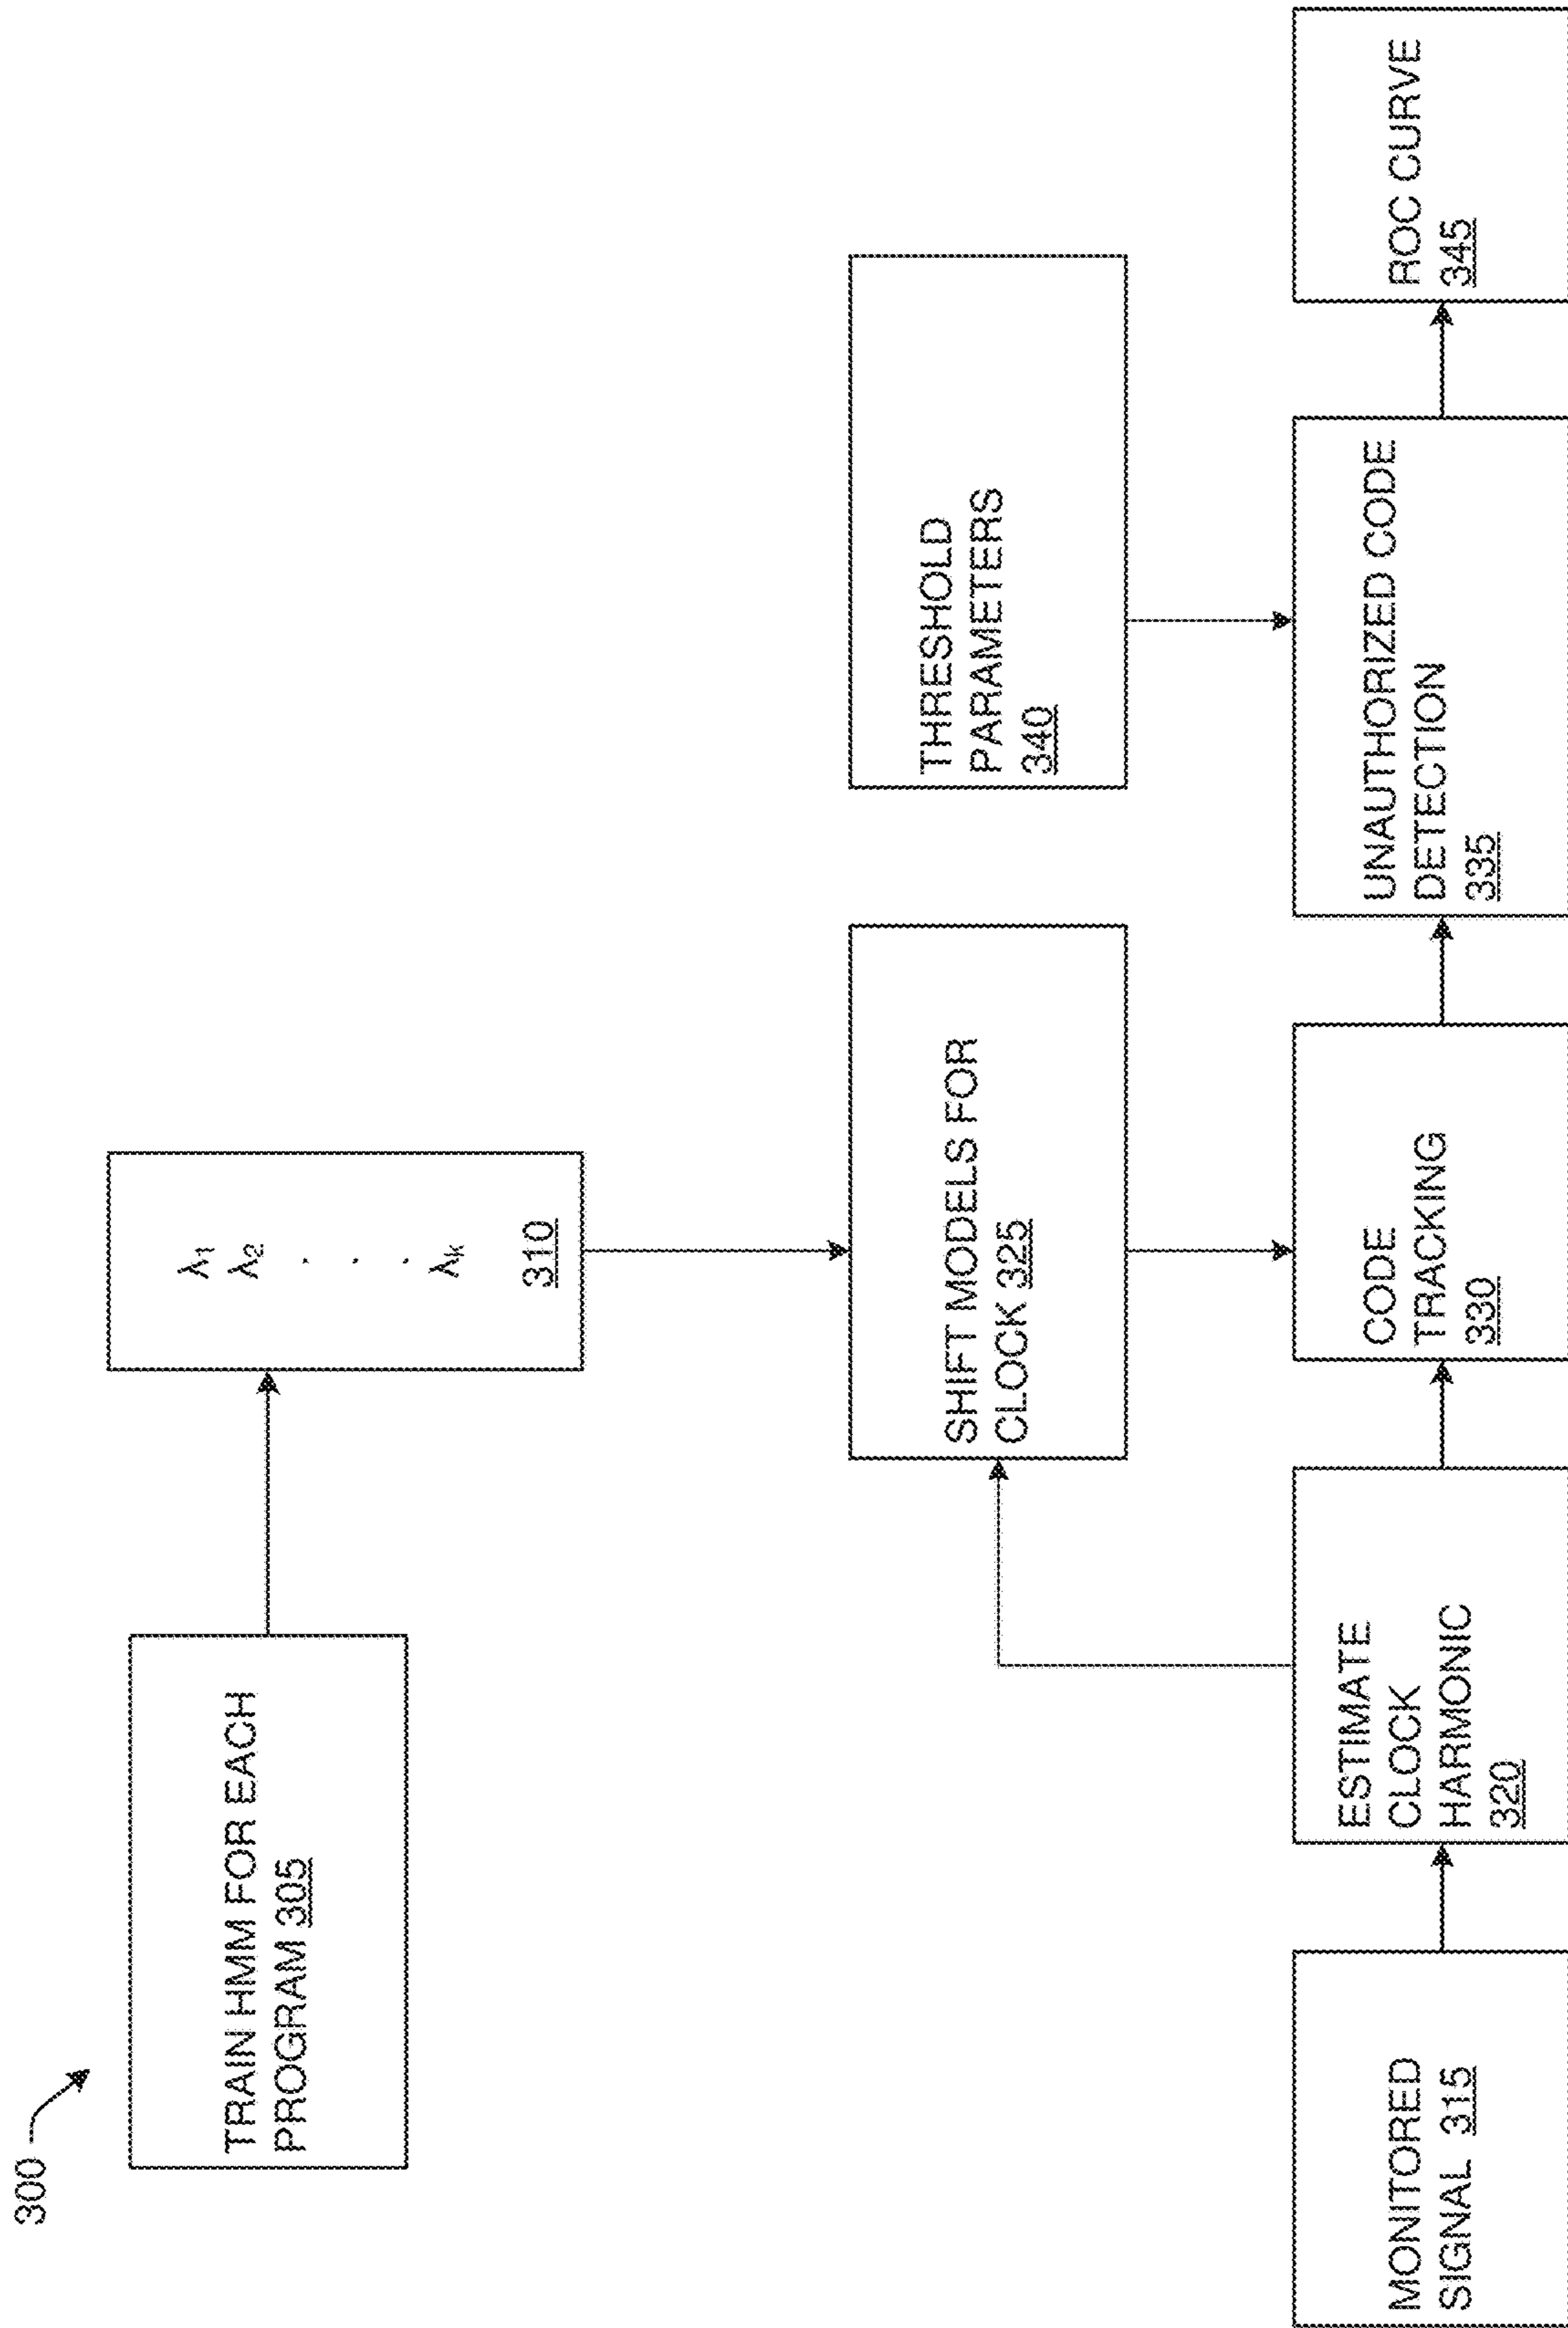 300
TRAIN HMM FOR EACH
PROGRAM 305
λ1
λ2
.
.
.
λk
310
SHIFT MODELS FOR
CLOCK 325
THRESHOLD
PARAMETERS
340
MONITORED
SIGNAL 315
ESTIMATE
CLOCK
HARMONIC
320
CODE
TRACKING
330
UNAUTHORIZED CODE
DETECTION
335
ROC CURVE
345